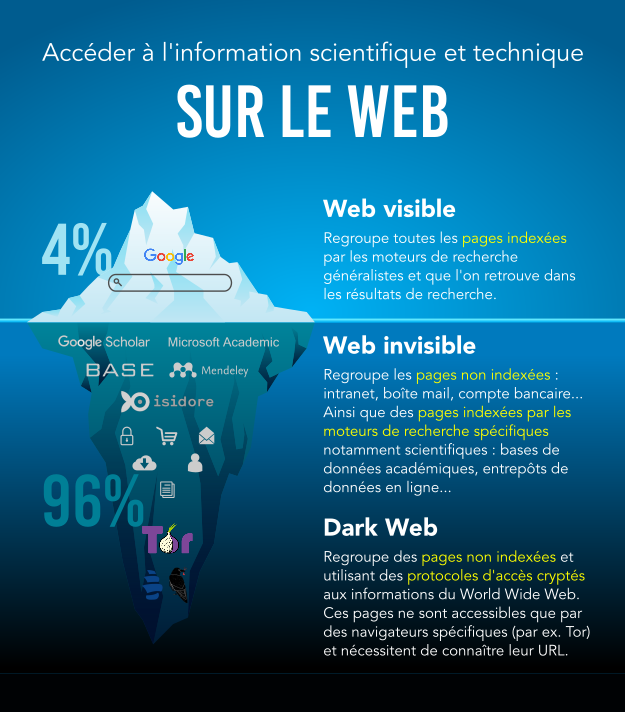 Accéder à l'information scientifique et technique
SUR LE WEB
4%
Google
Web visible
Regroupe toutes les pages indexées
par les moteurs de recherche
généralistes et que l'on retrouve dans
les résultats de recherche.
Google Scholar
Microsoft Academic
BASE
Mendeley
isidore
Web invisible
Regroupe les pages non indexées :
intranet, boîte mail, compte bancaire...
Ainsi que des pages indexées par les
moteurs de recherche spécifiques
notamment scientifiques : bases de
données académiques, entrepôts de
données en ligne...
96%
Tor
Dark Web
Regroupe des pages non indexées et
utilisant des protocoles d'accès cryptés
aux informations du World Wide Web.
Ces pages ne sont accessibles que par
des navigateurs spécifiques (par ex. Tor)
et nécessitent de connaître leur URL.